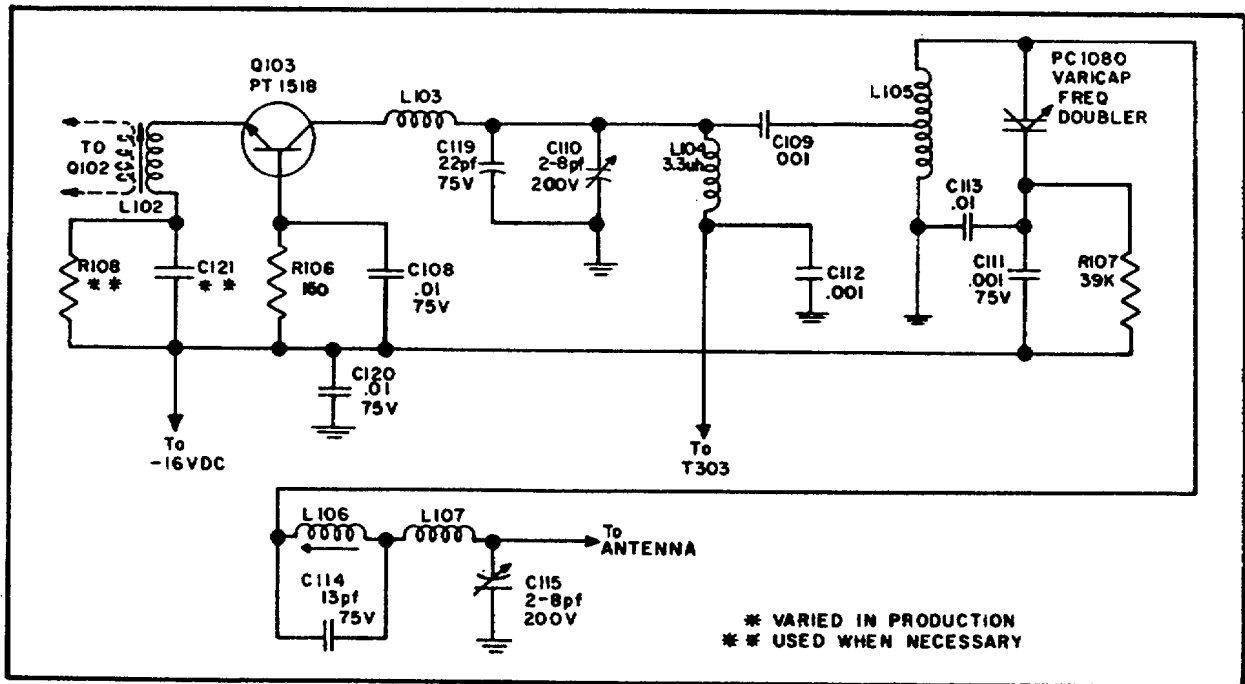 Q103
PT 1518
L103
TO
Q102
L102
C119
22pf
75V
C110
2-8pf
200V
L104
3.3uh
C109
001
L105
PC1080
VARICAP
FREQ
DOUBLER
C113
.01
R108
* *
C121
* *
R106
150
C108
.01
75V
C112
.001
C111
.001
75V
R107
39K
C120
.01
75V
To
-16VDC
To
T303
L106
L107
To
ANTENNA
C114
13pf
75V
C115
2-8pf
200V
* VARIED IN PRODUCTION
* * USED WHEN NECESSARY